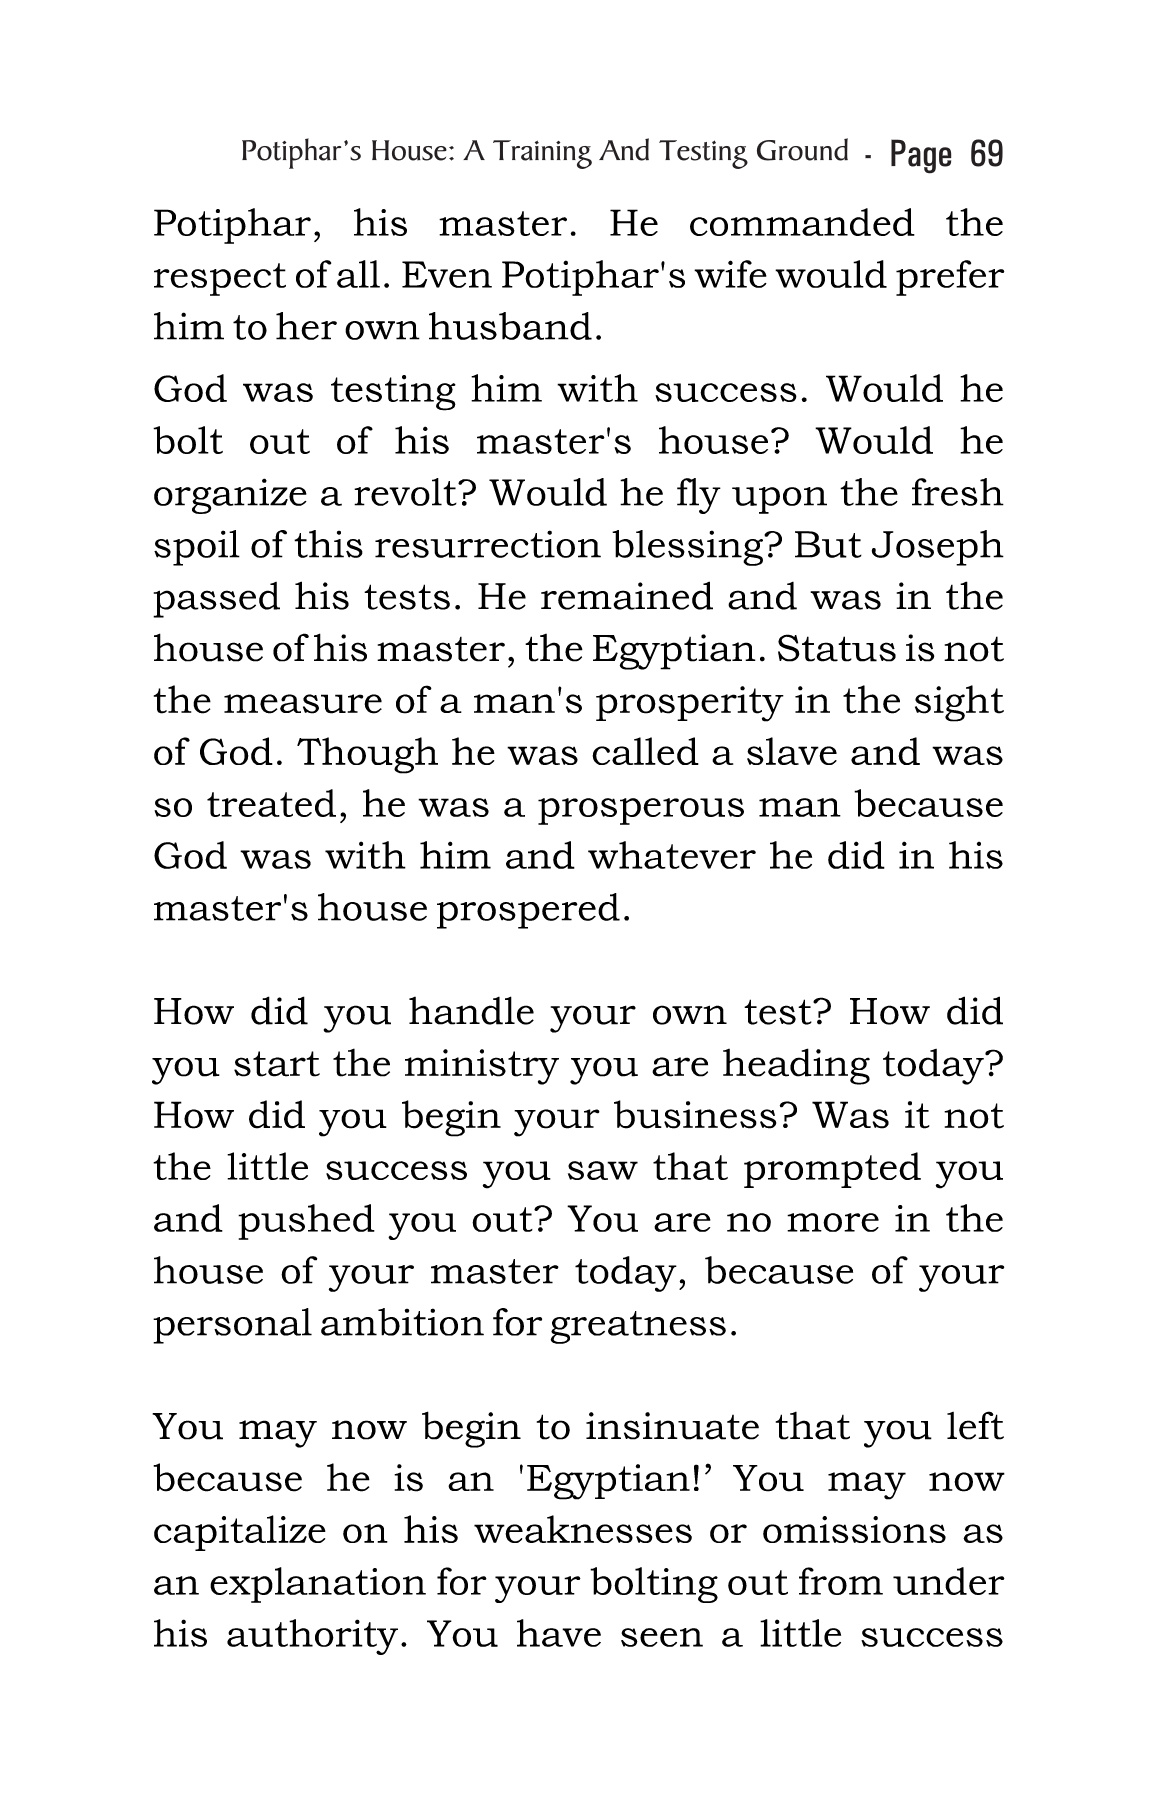 Potiphar’s House: A Training And Testing Ground - Page 69
Potiphar, his master. He commanded the
respect of all. Even Potiphar's wife would prefer
him to her own husband.
God was testing him with success. Would he
bolt out of his master's house? Would he
organize a revolt? Would he fly upon the fresh
spoil of this resurrection blessing? But Joseph
passed his tests. He remained and was in the
house of his master, the Egyptian. Status is not
the measure of a man's prosperity in the sight
of God. Though he was called a slave and was
so treated, he was a prosperous man because
God was with him and whatever he did in his
master's house prospered.
How did you handle your own test? How did
you start the ministry you are heading today?
How did you begin your business? Was it not
the little success you saw that prompted you
and pushed you out? You are no more in the
house of your master today, because of your
personal ambition for greatness.
You may now begin to insinuate that you left
because he is an 'Egyptian!’ You may now
capitalize on his weaknesses or omissions as
an explanation for your bolting out from under
his authority. You have seen a little success